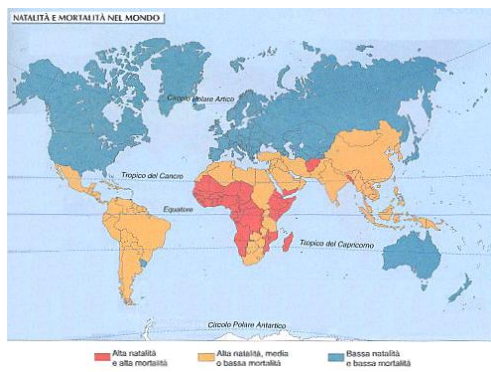 NATALITÀ E MORTALITÀ NEL MONDO
Circolo Polare Artico
Tropico del Cancro
Equatore
Tropico del Capricorno
Circolo Polare Antartico
Alta natalità
e alta mortalità
Alta natalità, media
o bassa mortalità
Bassa natalità
e bassa mortalità